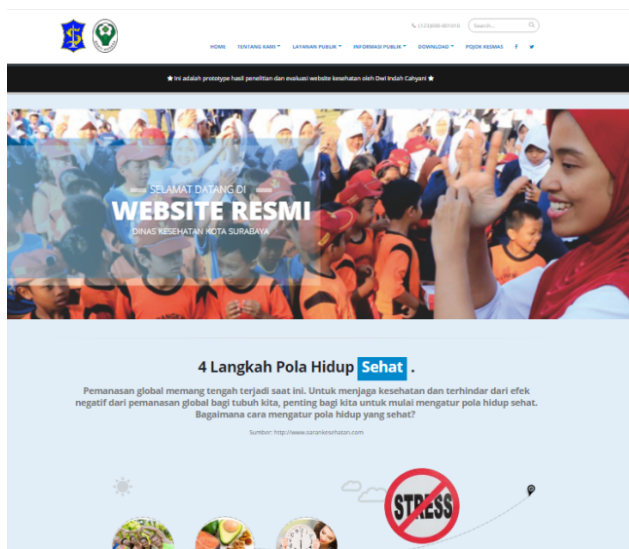 Search...
HOME TENTANG KAMI LAYANAN PUBLIK INFORMASI PUBLIK DOWNLOAD POJOK KESMAS
★ Ini adalah prototype hasil penelitian dan evaluasi website kesehatan oleh Dwi Indah Cahyani ★
SELAMAT DATANG DI
WEBSITE RESMI
DINAS KESEHATAN KOTA SURABAYA
4 Langkah Pola Hidup Sehat .
Pemanasan global memang tengah terjadi saat ini. Untuk menjaga kesehatan dan terhindar dari efek
negatif dari pemanasan global bagi tubuh kita, penting bagi kita untuk mulai mengatur pola hidup sehat.
Bagaimana cara mengatur pola hidup yang sehat?
Sumber: http://www.sarankesehatan.com
STRESS